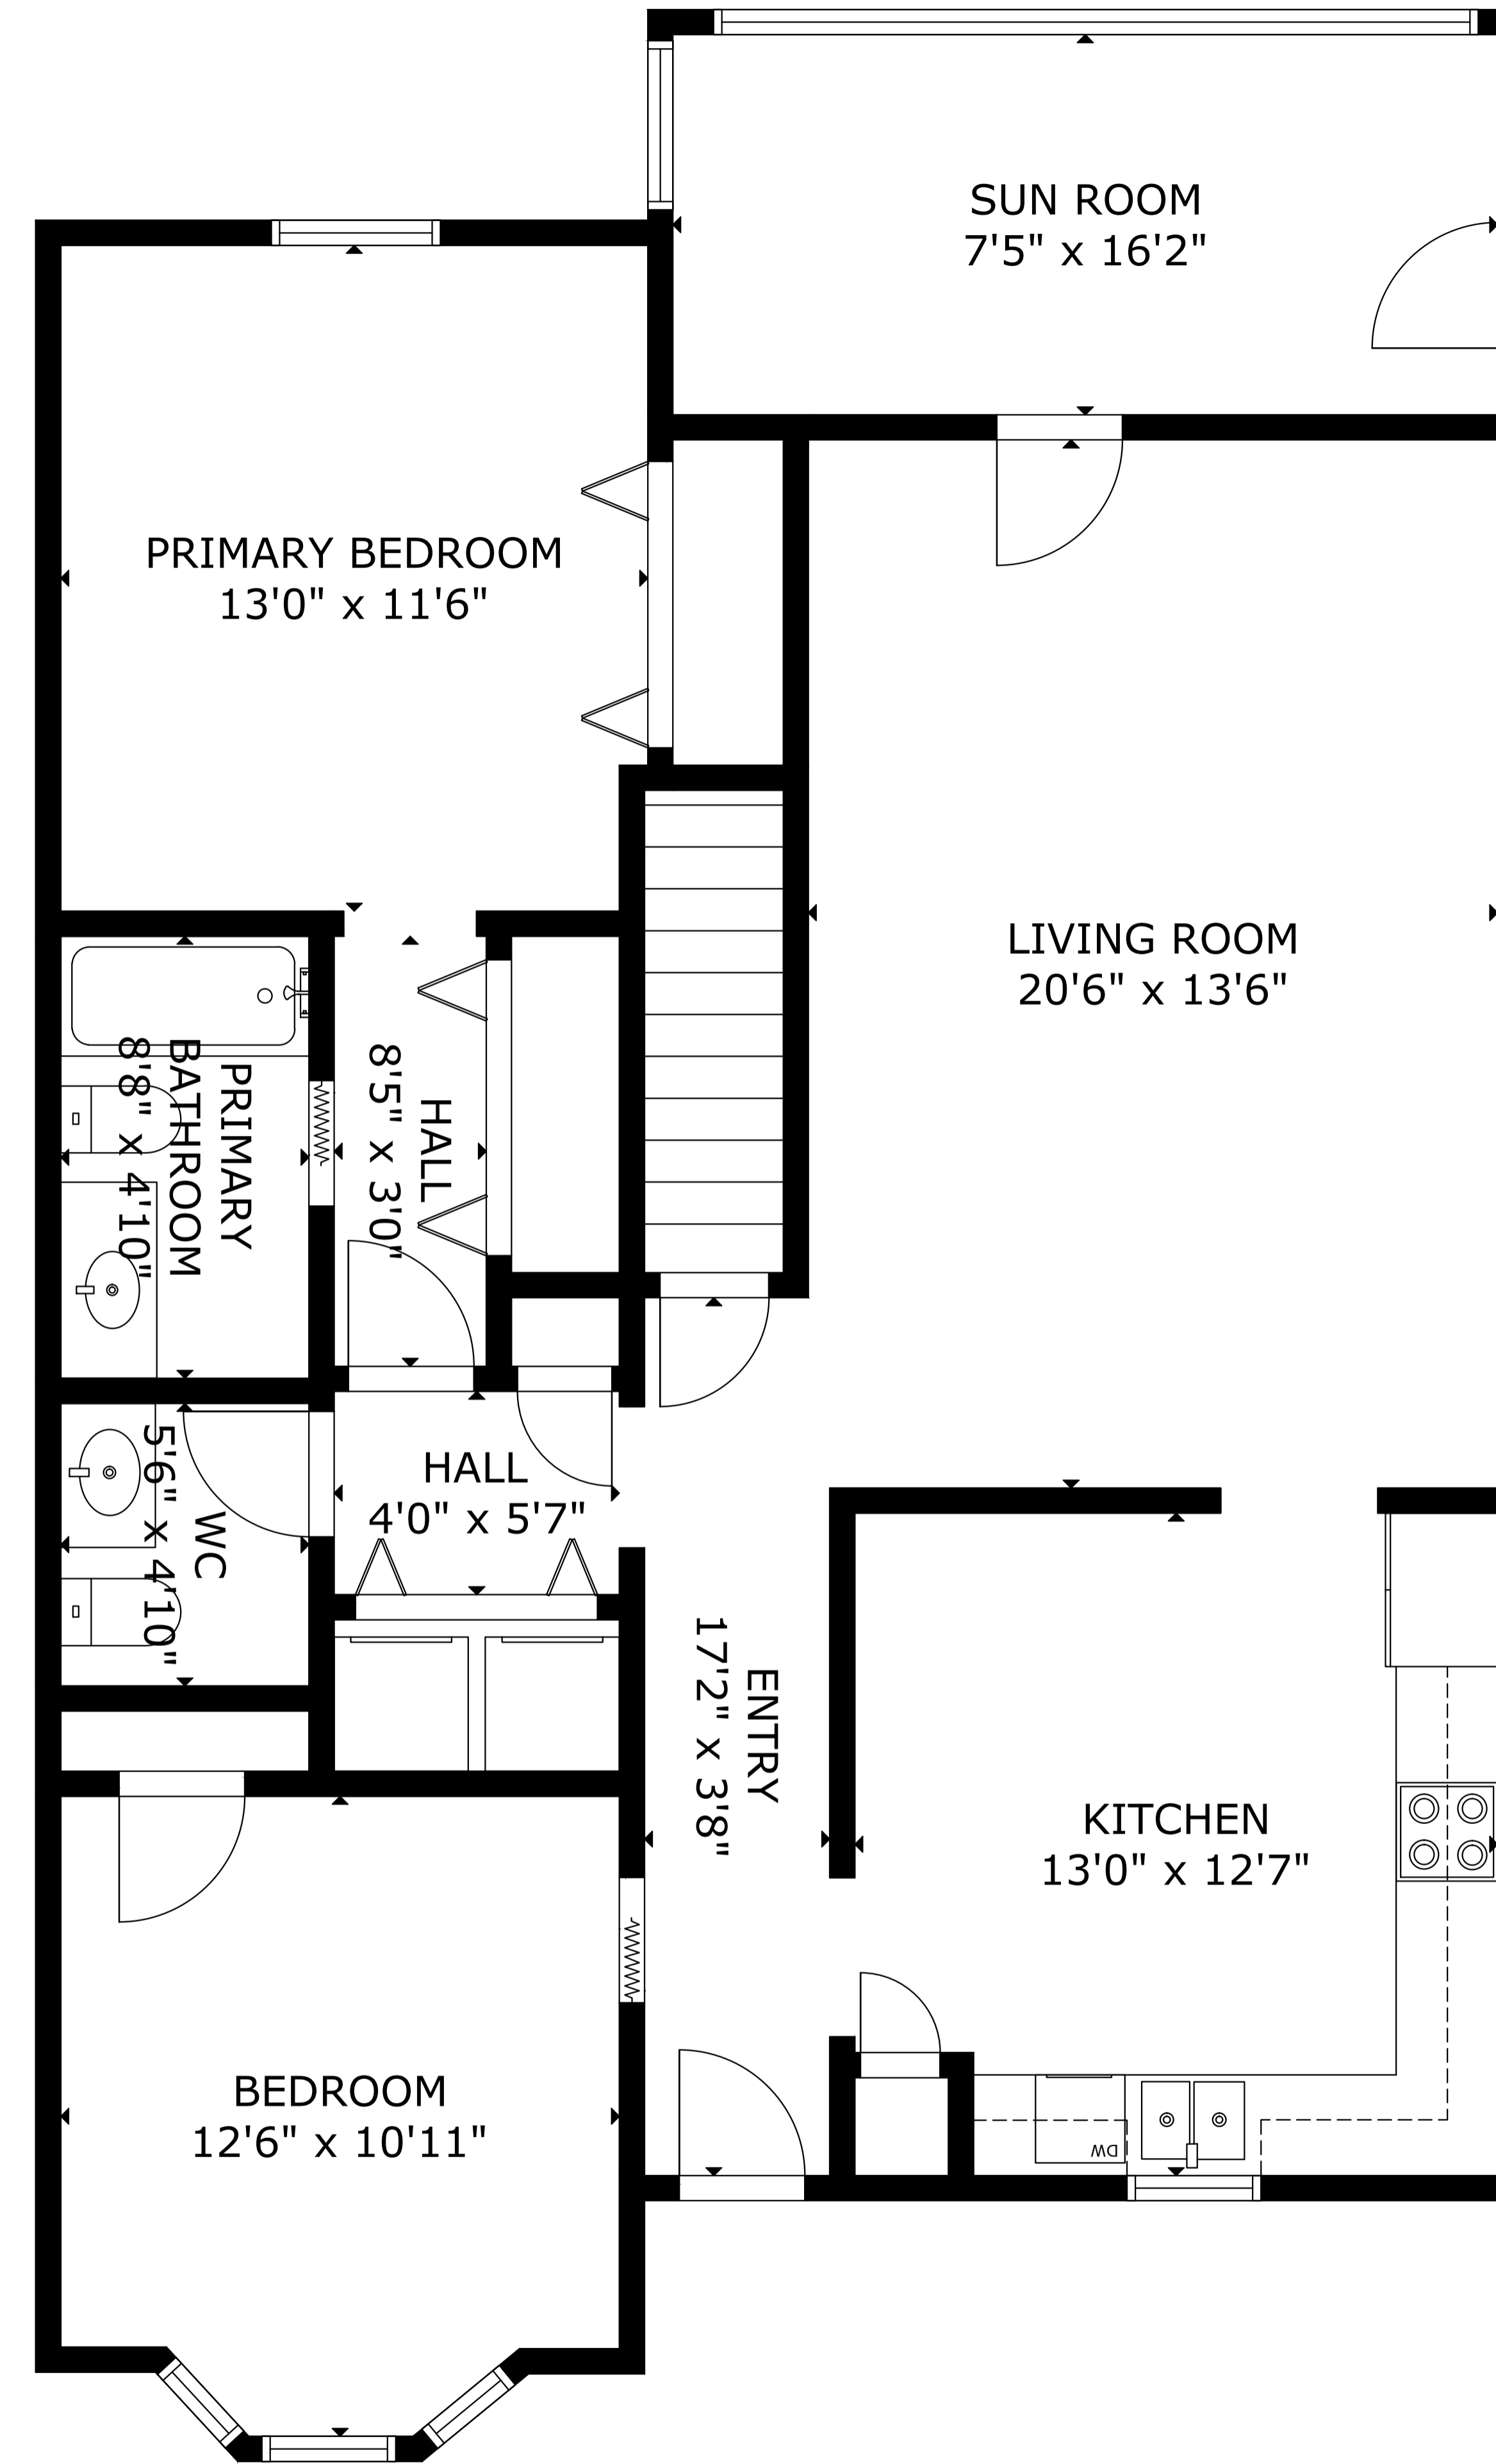 SUN ROOM
7'5" x 16'2"
PRIMARY BEDROOM
13'0" x 11'6"
LIVING ROOM
20'6" x 13'6"
PRIMARY
BATHROOM
8'8" x 4'10"
HALL
8'5" x 3'0"
HALL
4'0" x 5'7"
WC
5'6" x 4'10"
ENTRY
17'2" x 3'8"
KITCHEN
13'0" x 12'7"
BEDROOM
12'6" x 10'11"
DW